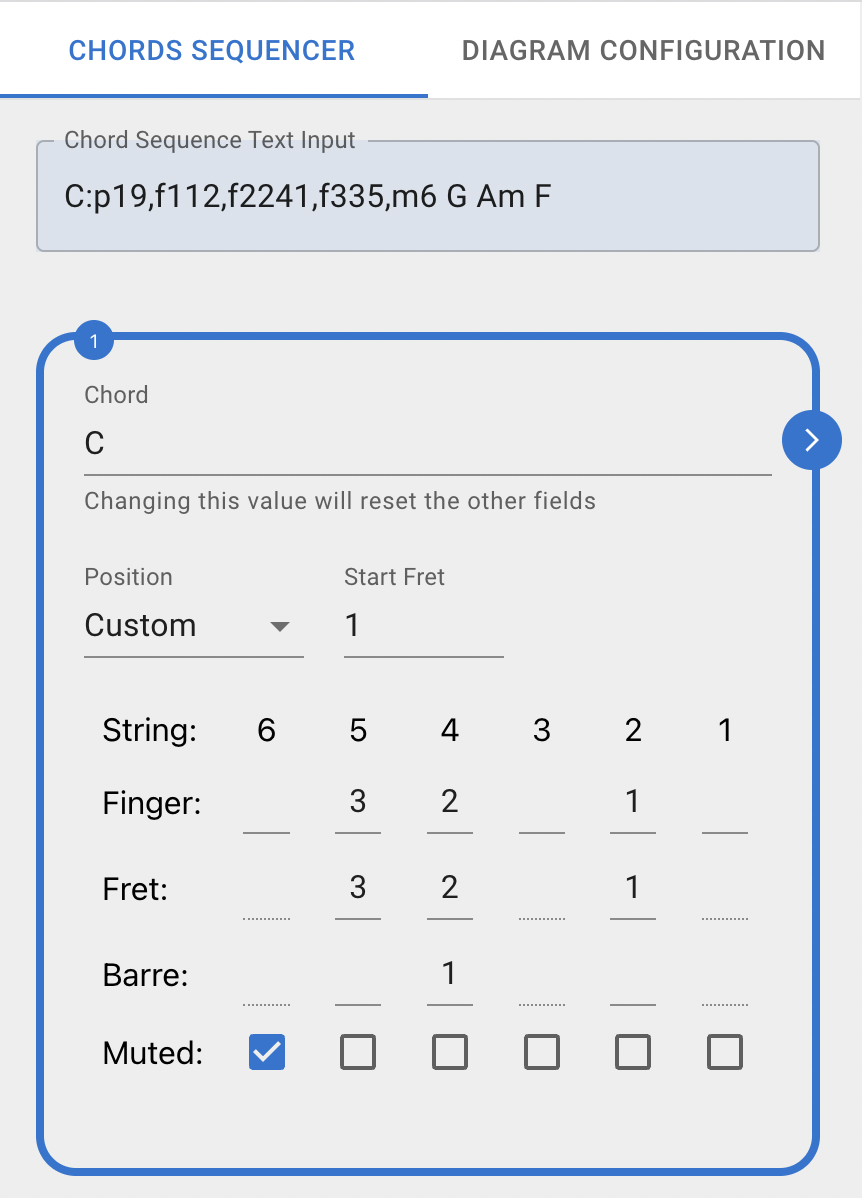 CHORDS SEQUENCER DIAGRAM CONFIGURATION
Chord Sequence Text Input
C:p19,f112,f2241,f335,m6 G Am F
1
Chord
C
Changing this value will reset the other fields
Position Start Fret
Custom 1
String: 6 5 4 3 2 1
Finger: 3 2 1
Fret: 3 2 1
Barre: 1
Muted: